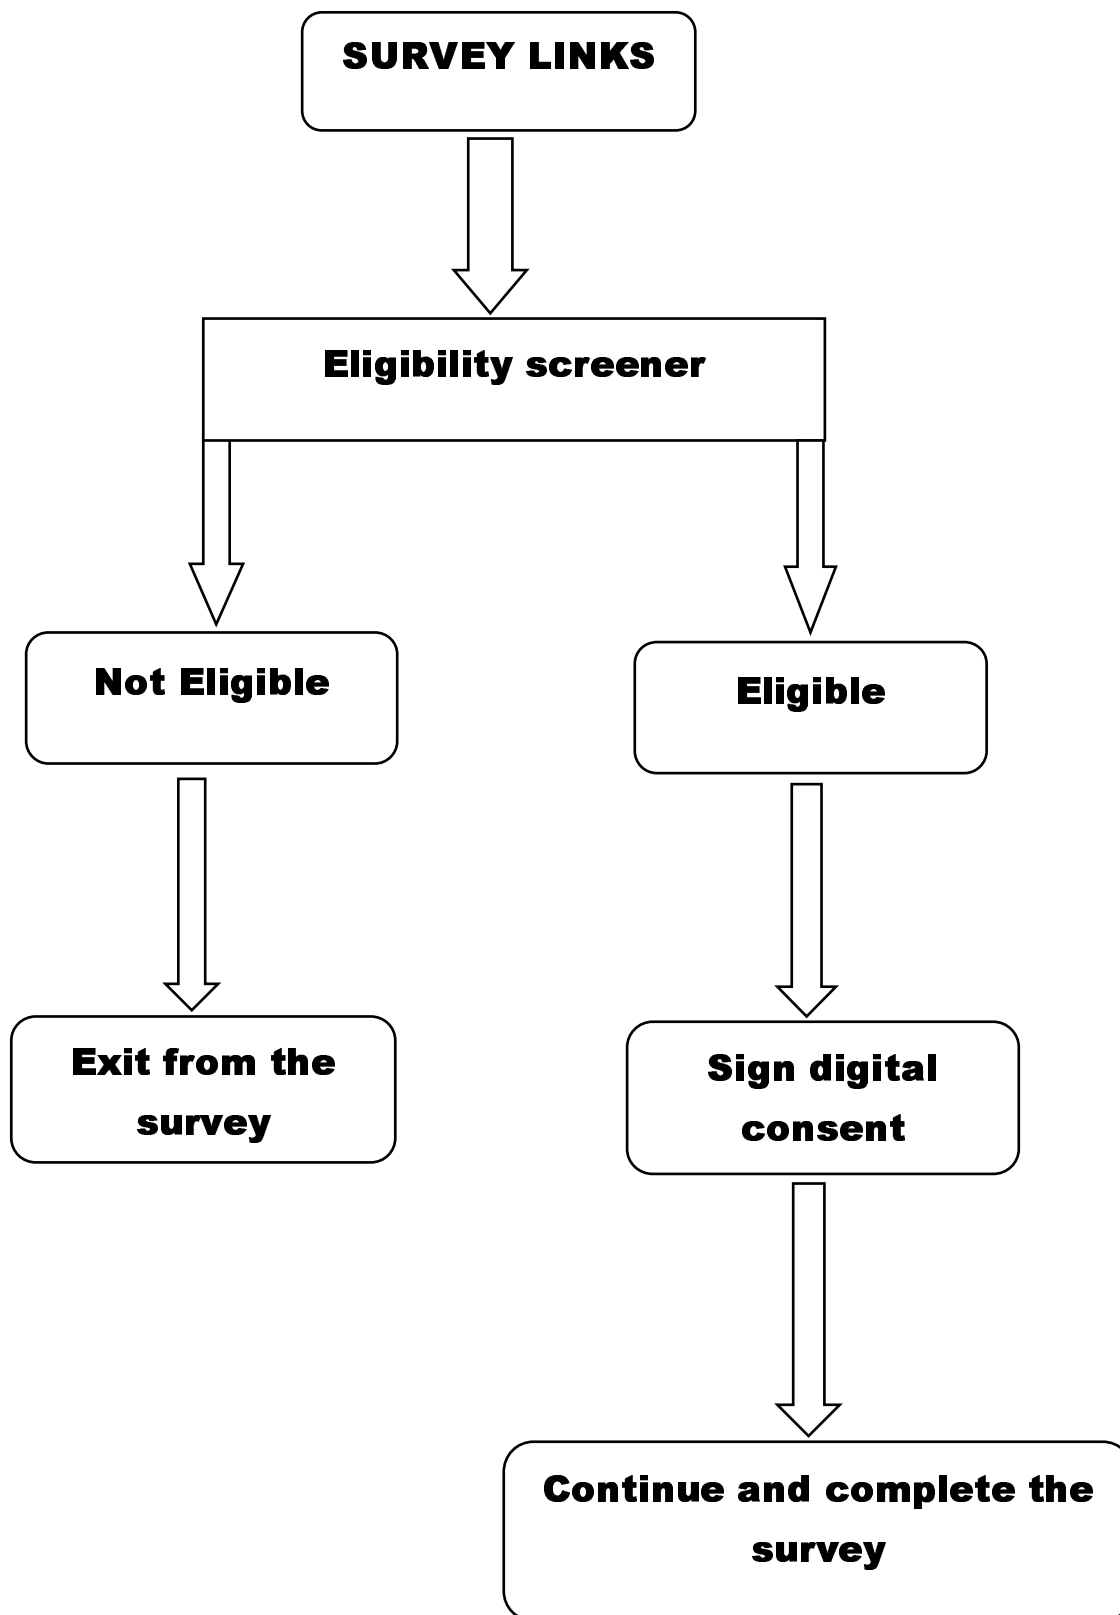 SURVEY LINKS
Eligibility screener
Not Eligible
Eligible
Exit from the
survey
Sign digital
consent
Continue and complete the
survey